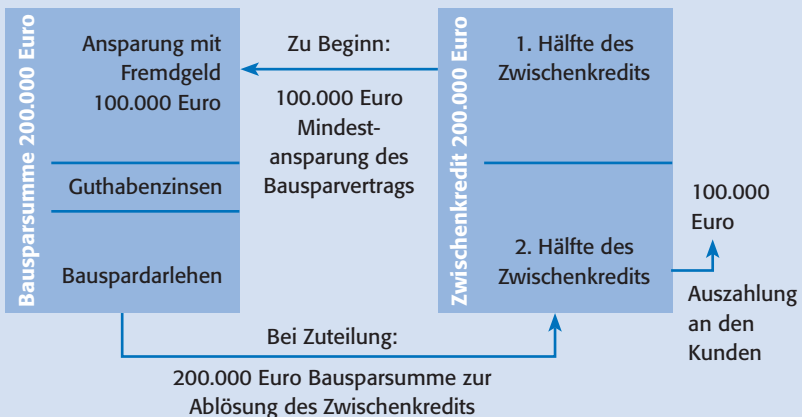 Bausparsumme 200.000 Euro
Ansparung mit
Fremdgeld
100.000 Euro
Guthabenzinsen
Bauspardarlehen
Zu Beginn:
100.000 Euro
Mindest-
ansparung des
Bausparvertrags
Zwischenkredit 200.000 Euro
1. Hälfte des
Zwischenkredits
2. Hälfte des
Zwischenkredits
100.000
Euro
Auszahlung
an den
Kunden
Bei Zuteilung:
200.000 Euro Bausparsumme zur
Ablösung des Zwischenkredits